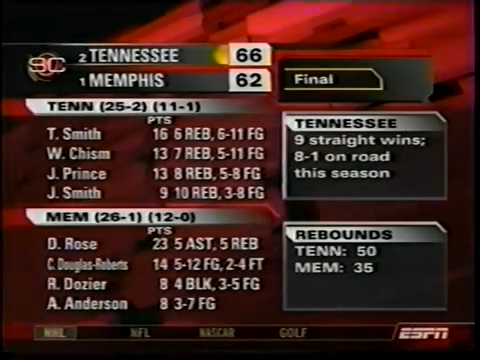 SC
2 TENNESSEE 66
1 MEMPHIS 62
Final
TENN (25-2) (11-1)
PTS
T. Smith 16 6 REB, 6-11 FG
W. Chism 13 7 REB, 5-11 FG
J. Prince 13 8 REB, 5-8 FG
J. Smith 9 10 REB, 3-8 FG
MEM (26-1) (12-0)
PTS
D. Rose 23 5 AST, 5 REB
C. Douglas-Roberts 14 5-12 FG, 2-4 FT
R. Dozier 8 4 BLK, 3-5 FG
A. Anderson 8 3-7 FG
TENNESSEE
9 straight wins;
8-1 on road
this season
REBOUNDS
TENN: 50
MEM: 35
NHL NFL NASCAR GOLF ESPN